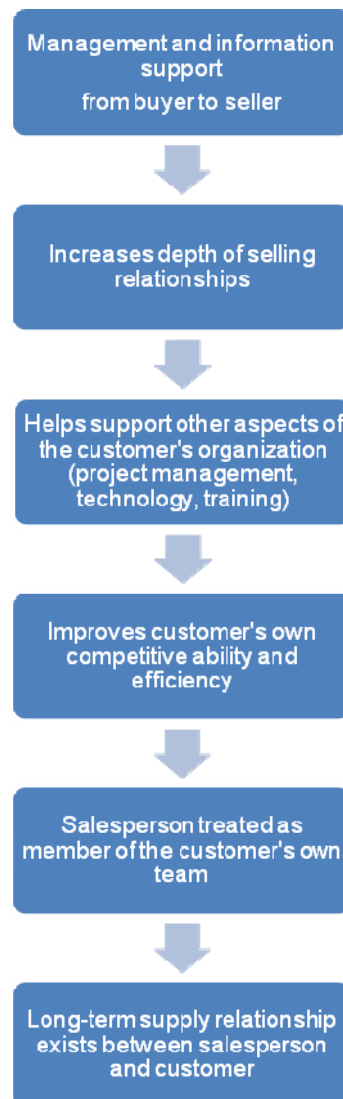 Management and information
support
from buyer to seller
Increases depth of selling
relationships
Helps support other aspects of
the customer's organization
(project management,
technology, training)
Improves customer's own
competitive ability and
efficiency
Salesperson treated as
member of the customer's own
team
Long-term supply relationship
exists between salesperson
and customer